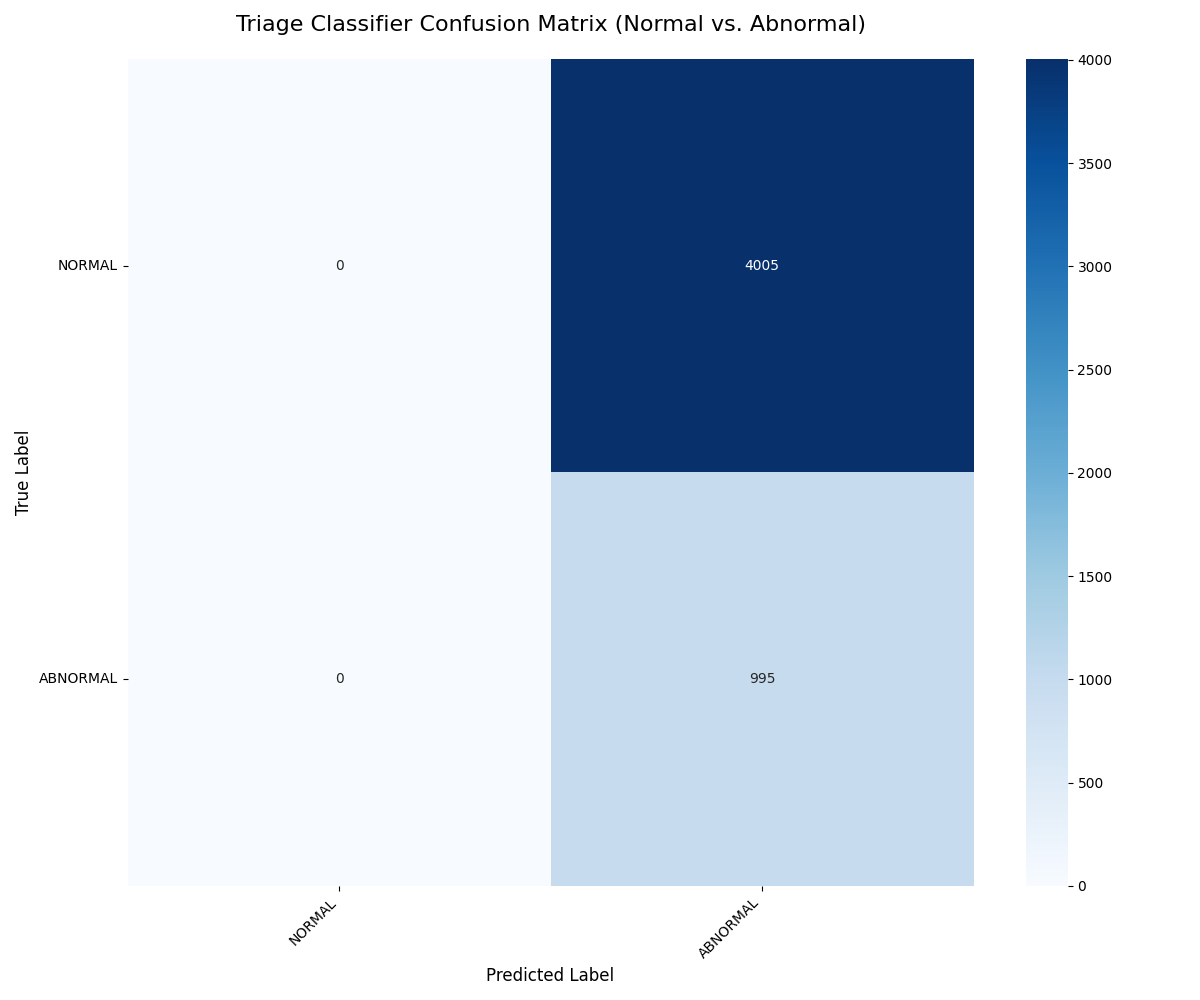 Triage Classifier Confusion Matrix (Normal vs. Abnormal)
True Label
NORMAL
0
4005
ABNORMAL
0
995
NORMAL
ABNORMAL
Predicted Label
4000
3500
3000
2500
2000
1500
1000
500
0